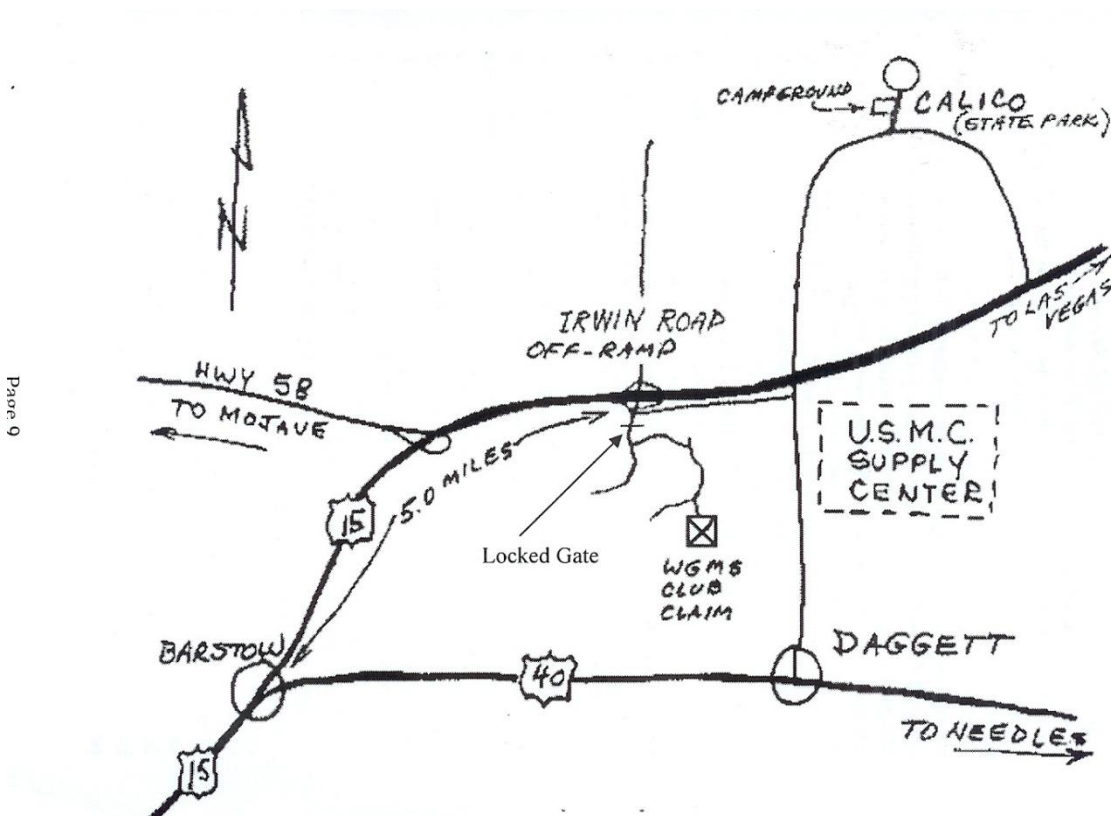 CAMPGROUND
CALICO
(STATE PARK)
N
IRWIN ROAD
OFF-RAMP
TO LAS
VEGAS
HWY 58
TO MOJAVE
Page 9
5.0 MILES
U.S.M.C.
SUPPLY
CENTER
15
Locked Gate
WGMS
CLUB
CLAIM
BARSTOW
DAGGETT
40
TO NEEDLES
15